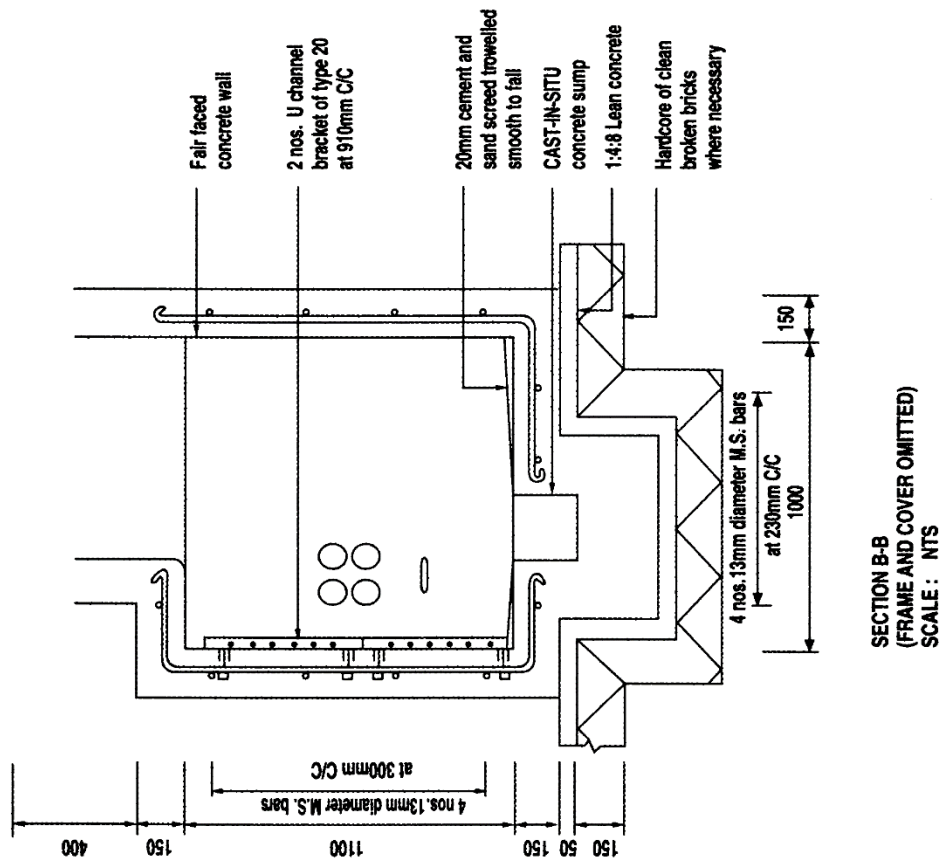 Fair faced
concrete wall
2 nos. U channel
bracket of type 20
at 910mm C/C
20mm cement and
sand screed trowelled
smooth to fall
CAST-IN-SITU
concrete sump
1:4:8 Lean concrete
Hardcore of clean
broken bricks
where necessary
400
150
1100
150
50
150
4 nos.13mm diameter M.S. bars
at 300mm C/C
4 nos.13mm diameter M.S. bars
at 230mm C/C
1000
150
SECTION B-B
(FRAME AND COVER OMITTED)
SCALE : NTS